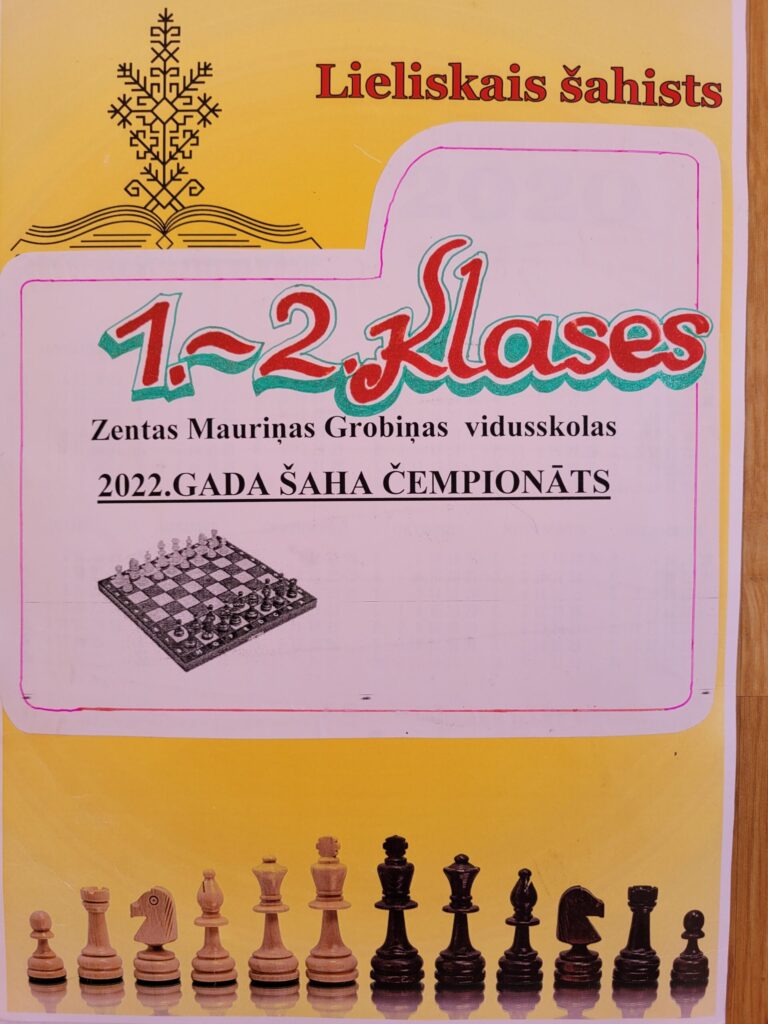 Lieliskais šahists
1.-2.klases
Zentas Mauriņas Grobiņas vidusskolas
2022.GADA ŠAHA ČEMPIONĀTS